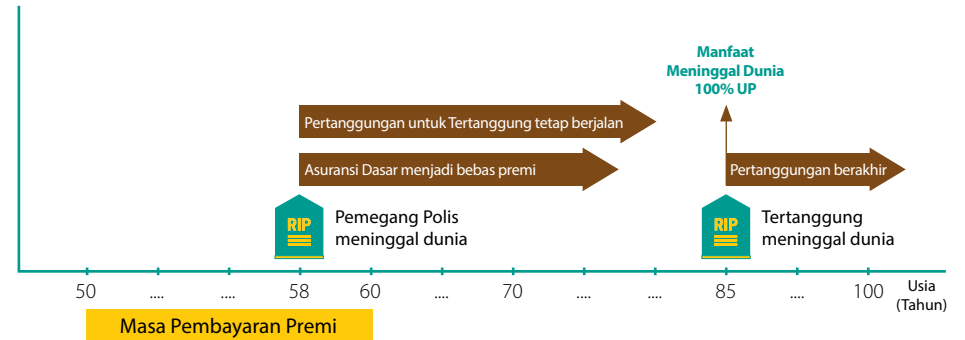 Manfaat
Meninggal Dunia
100% UP
Pertanggungan untuk Tertanggung tetap berjalan
Asuransi Dasar menjadi bebas premi
Pertanggungan berakhir
RIP
Pemegang Polis
meninggal dunia
RIP
Tertanggung
meninggal dunia
50 .... .... 58 60 .... 70 .... .... 85 .... 100 Usia
(Tahun)
Masa Pembayaran Premi